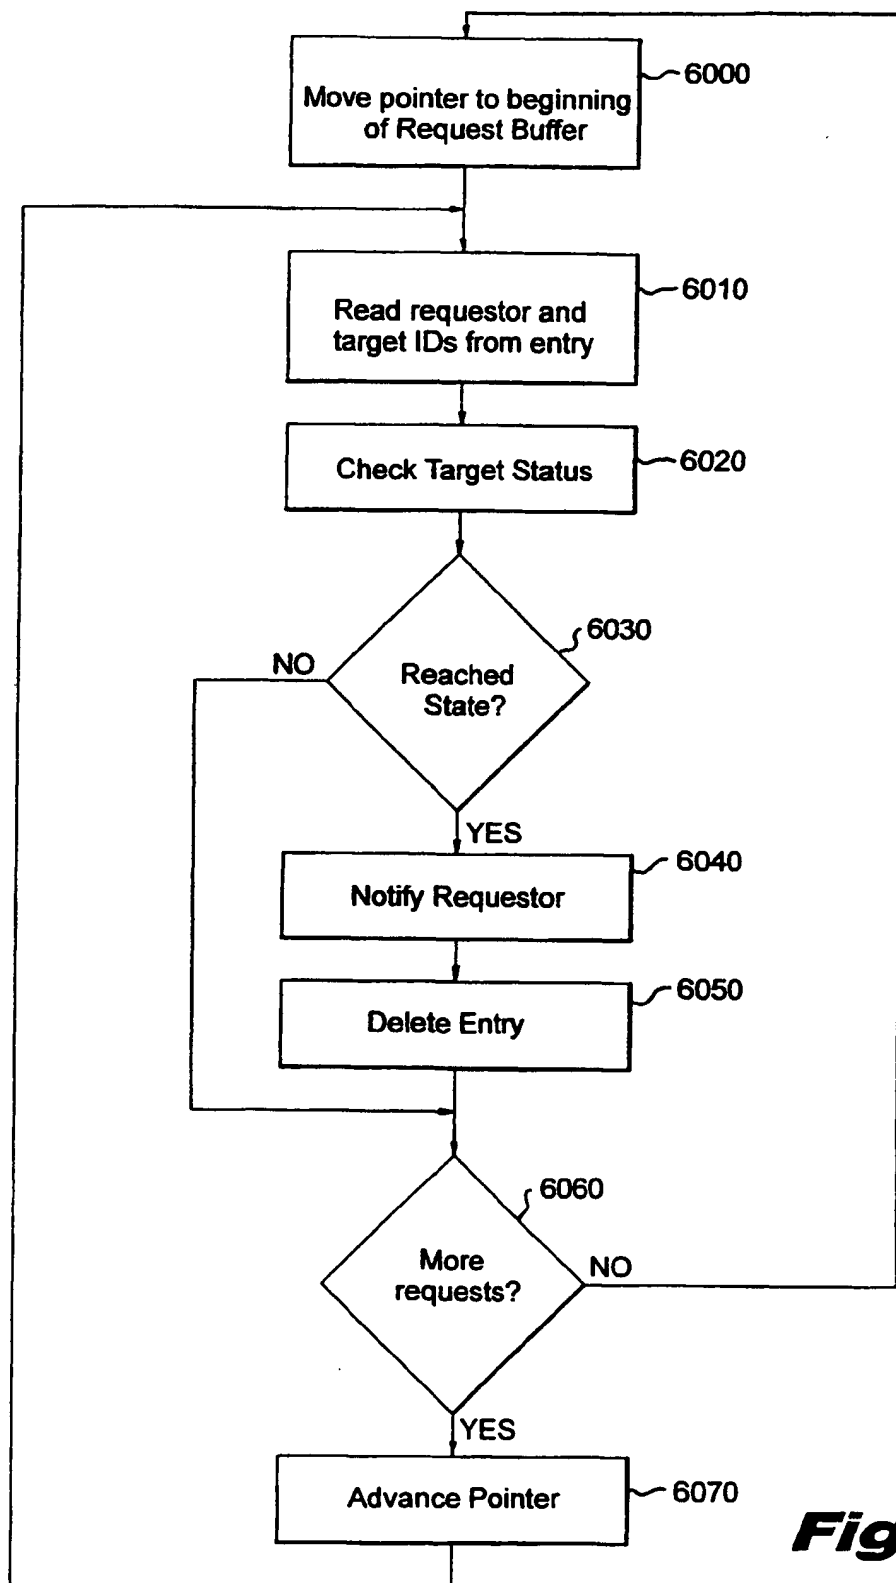 6000
Move pointer to beginning
of Request Buffer
6010
Read requestor and
target IDs from entry
Check Target Status
6020
6030
NO
Reached
State?
YES
6040
Notify Requestor
6050
Delete Entry
6060
More
requests?
NO
YES
Advance Pointer
6070
Fig